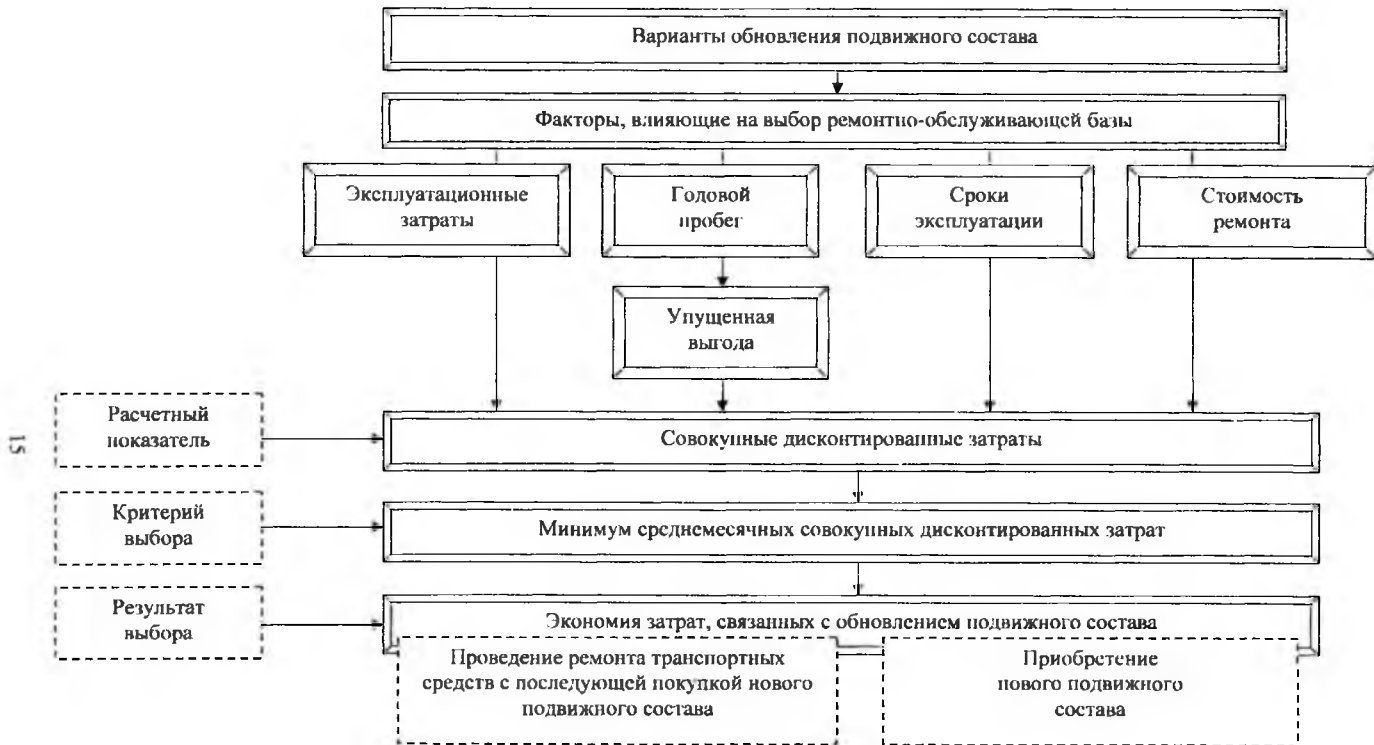 Варианты обновления подвижного состава
Факторы, влияющие на выбор ремонтно-обслуживающей базы
Эксплуатационные
затраты
Годовой
пробег
Сроки
эксплуатации
Стоимость
ремонта
Упущенная
выгода
Расчетный
показатель
Совокупные дисконтированные затраты
Критерий
выбора
Минимум среднемесячных совокупных дисконтированных затрат
Результат
выбора
Экономия затрат, связанных с обновлением подвижного состава
Проведение ремонта транспортных
средств с последующей покупкой нового
подвижного состава
Приобретение
нового подвижного
состава
15